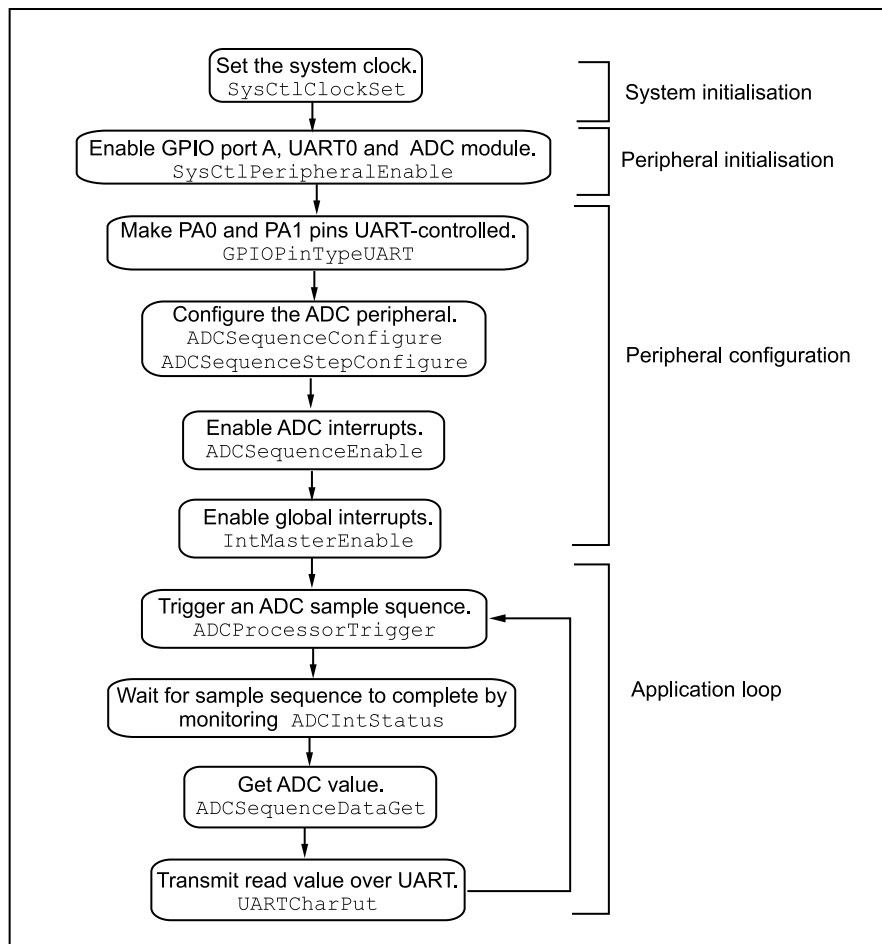 Set the system clock.
SysCtlClockSet
System initialisation
Enable GPIO port A, UART0 and ADC module.
SysCtlPeripheralEnable
Peripheral initialisation
Make PA0 and PA1 pins UART-controlled.
GPIOPinTypeUART
Configure the ADC peripheral.
ADCSequenceConfigure
ADCSequenceStepConfigure
Peripheral configuration
Enable ADC interrupts.
ADCSequenceEnable
Enable global interrupts.
IntMasterEnable
Trigger an ADC sample squence.
ADCProcessorTrigger
Wait for sample sequence to complete by
monitoring ADCIntStatus
Application loop
Get ADC value.
ADCSequenceDataGet
Transmit read value over UART.
UARTCharPut